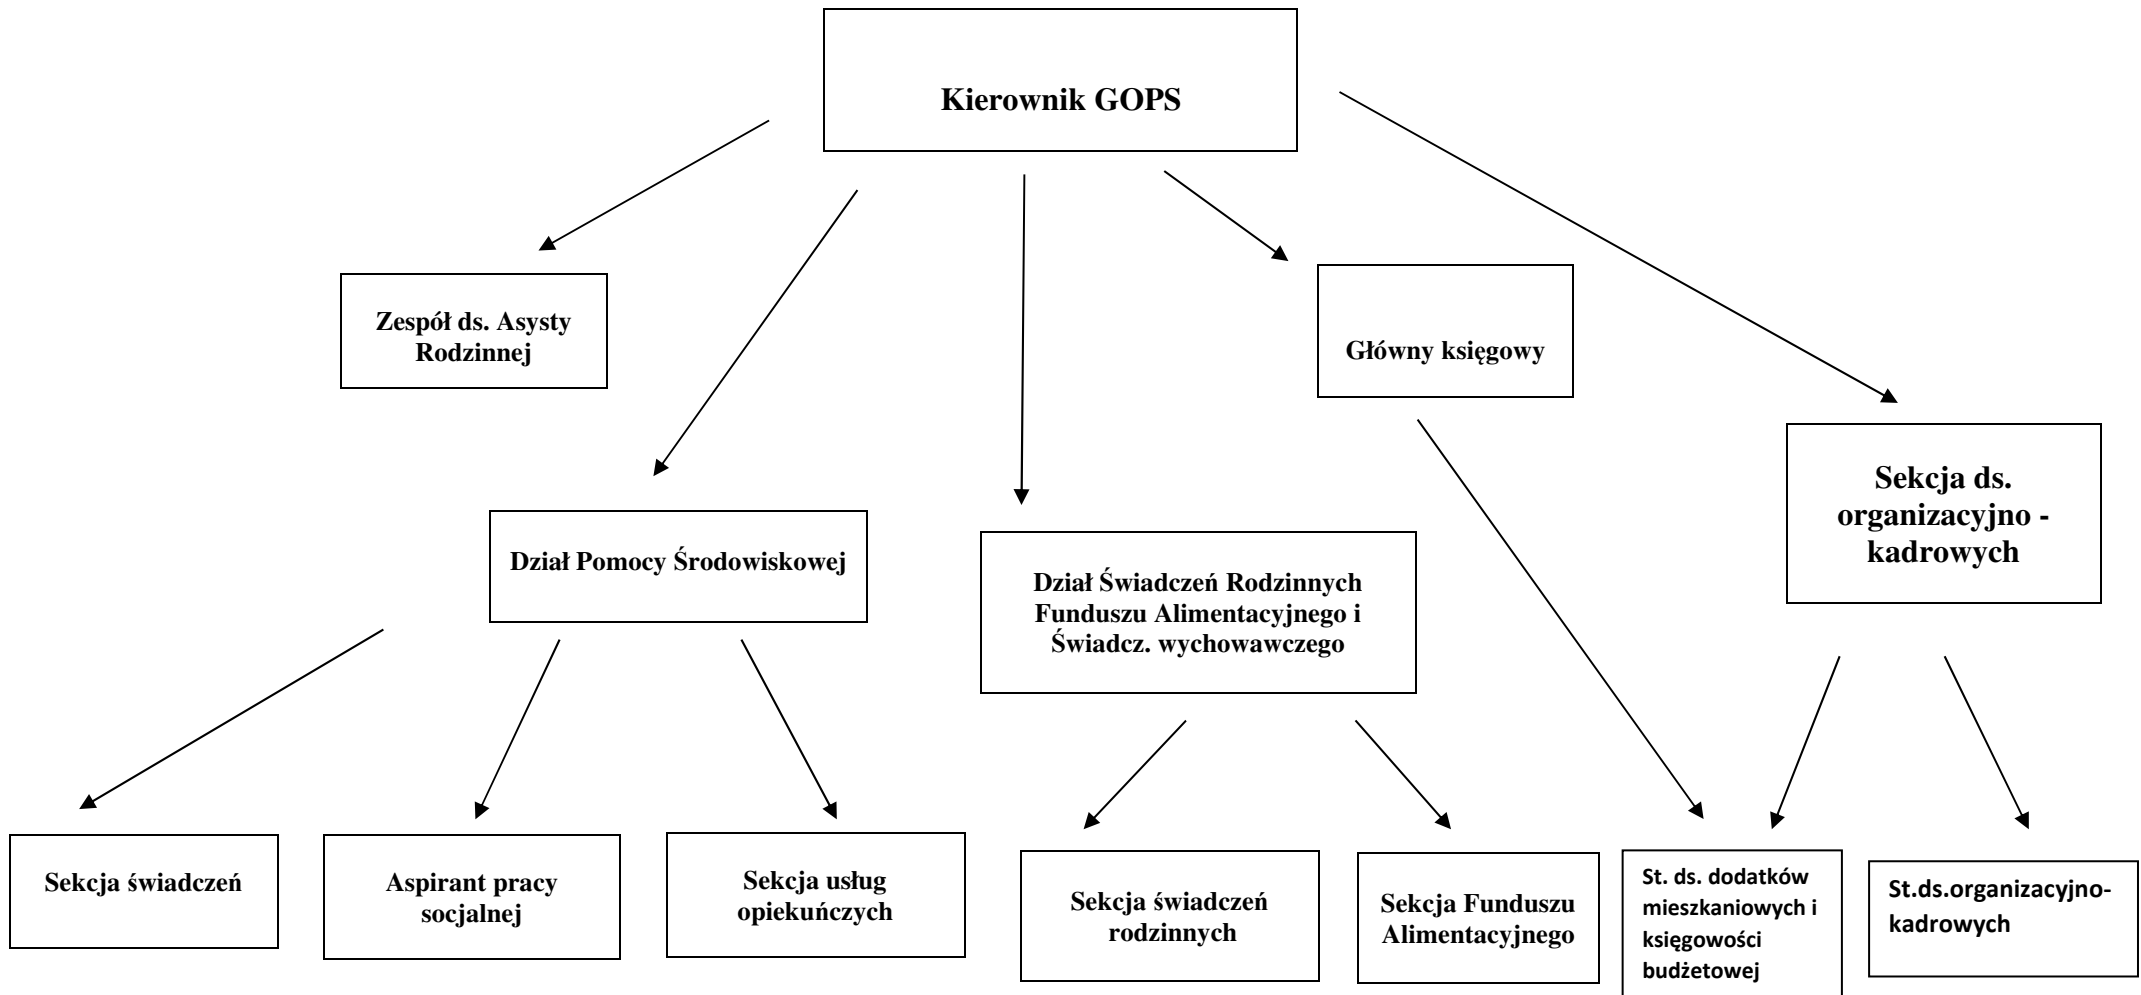 Kierownik GOPS
Zespół ds. Asysty
Rodzinnej
Główny księgowy
Sekcja ds.
organizacyjno -
kadrowych
Dział Pomocy Środowiskowej
Dział Świadczeń Rodzinnych
Funduszu Alimentacyjnego i
Świadcz. wychowawczego
Sekcja świadczeń
Aspirant pracy
socjalnej
Sekcja usług
opiekuńczych
Sekcja świadczeń
rodzinnych
Sekcja Funduszu
Alimentacyjnego
St. ds. dodatków
mieszkaniowych i
księgowości
budżetowej
St.ds.organizacyjno-
kadrowych